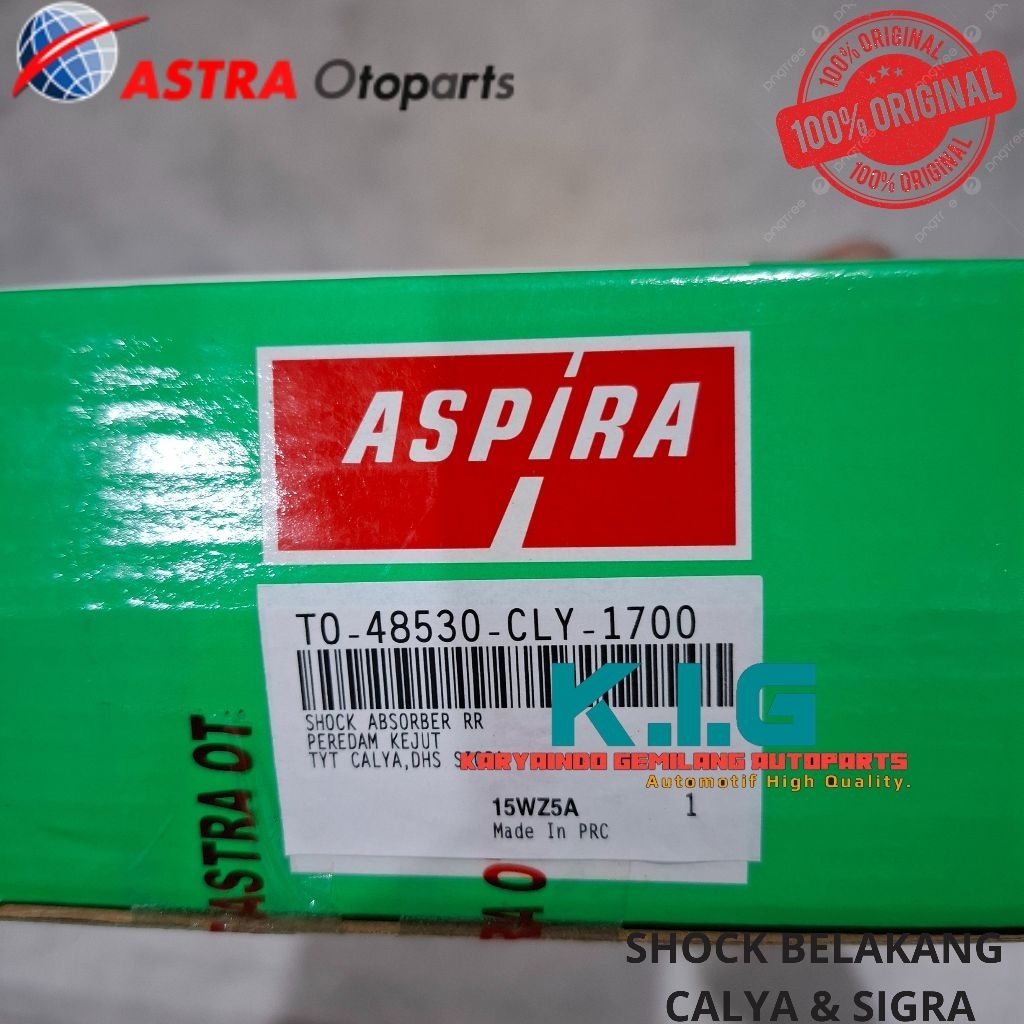 ASTRA Otoparts
100% ORIGINAL
100% ORIGINAL
100% ORIGINAL
ASPIRA
TO-48530-CLY-1700
SHOCK ABSORBER RR
PEREDAM KEJUT
TYT CALYA,DHS
K.I.G
KARYAINDO GEMILANG AUTOPARTS
Automotif High Quality.
15WZ5A 1
Made In PRC
ASTRA OT
RA O
SHOCK BELAKANG
CALYA & SIGRA